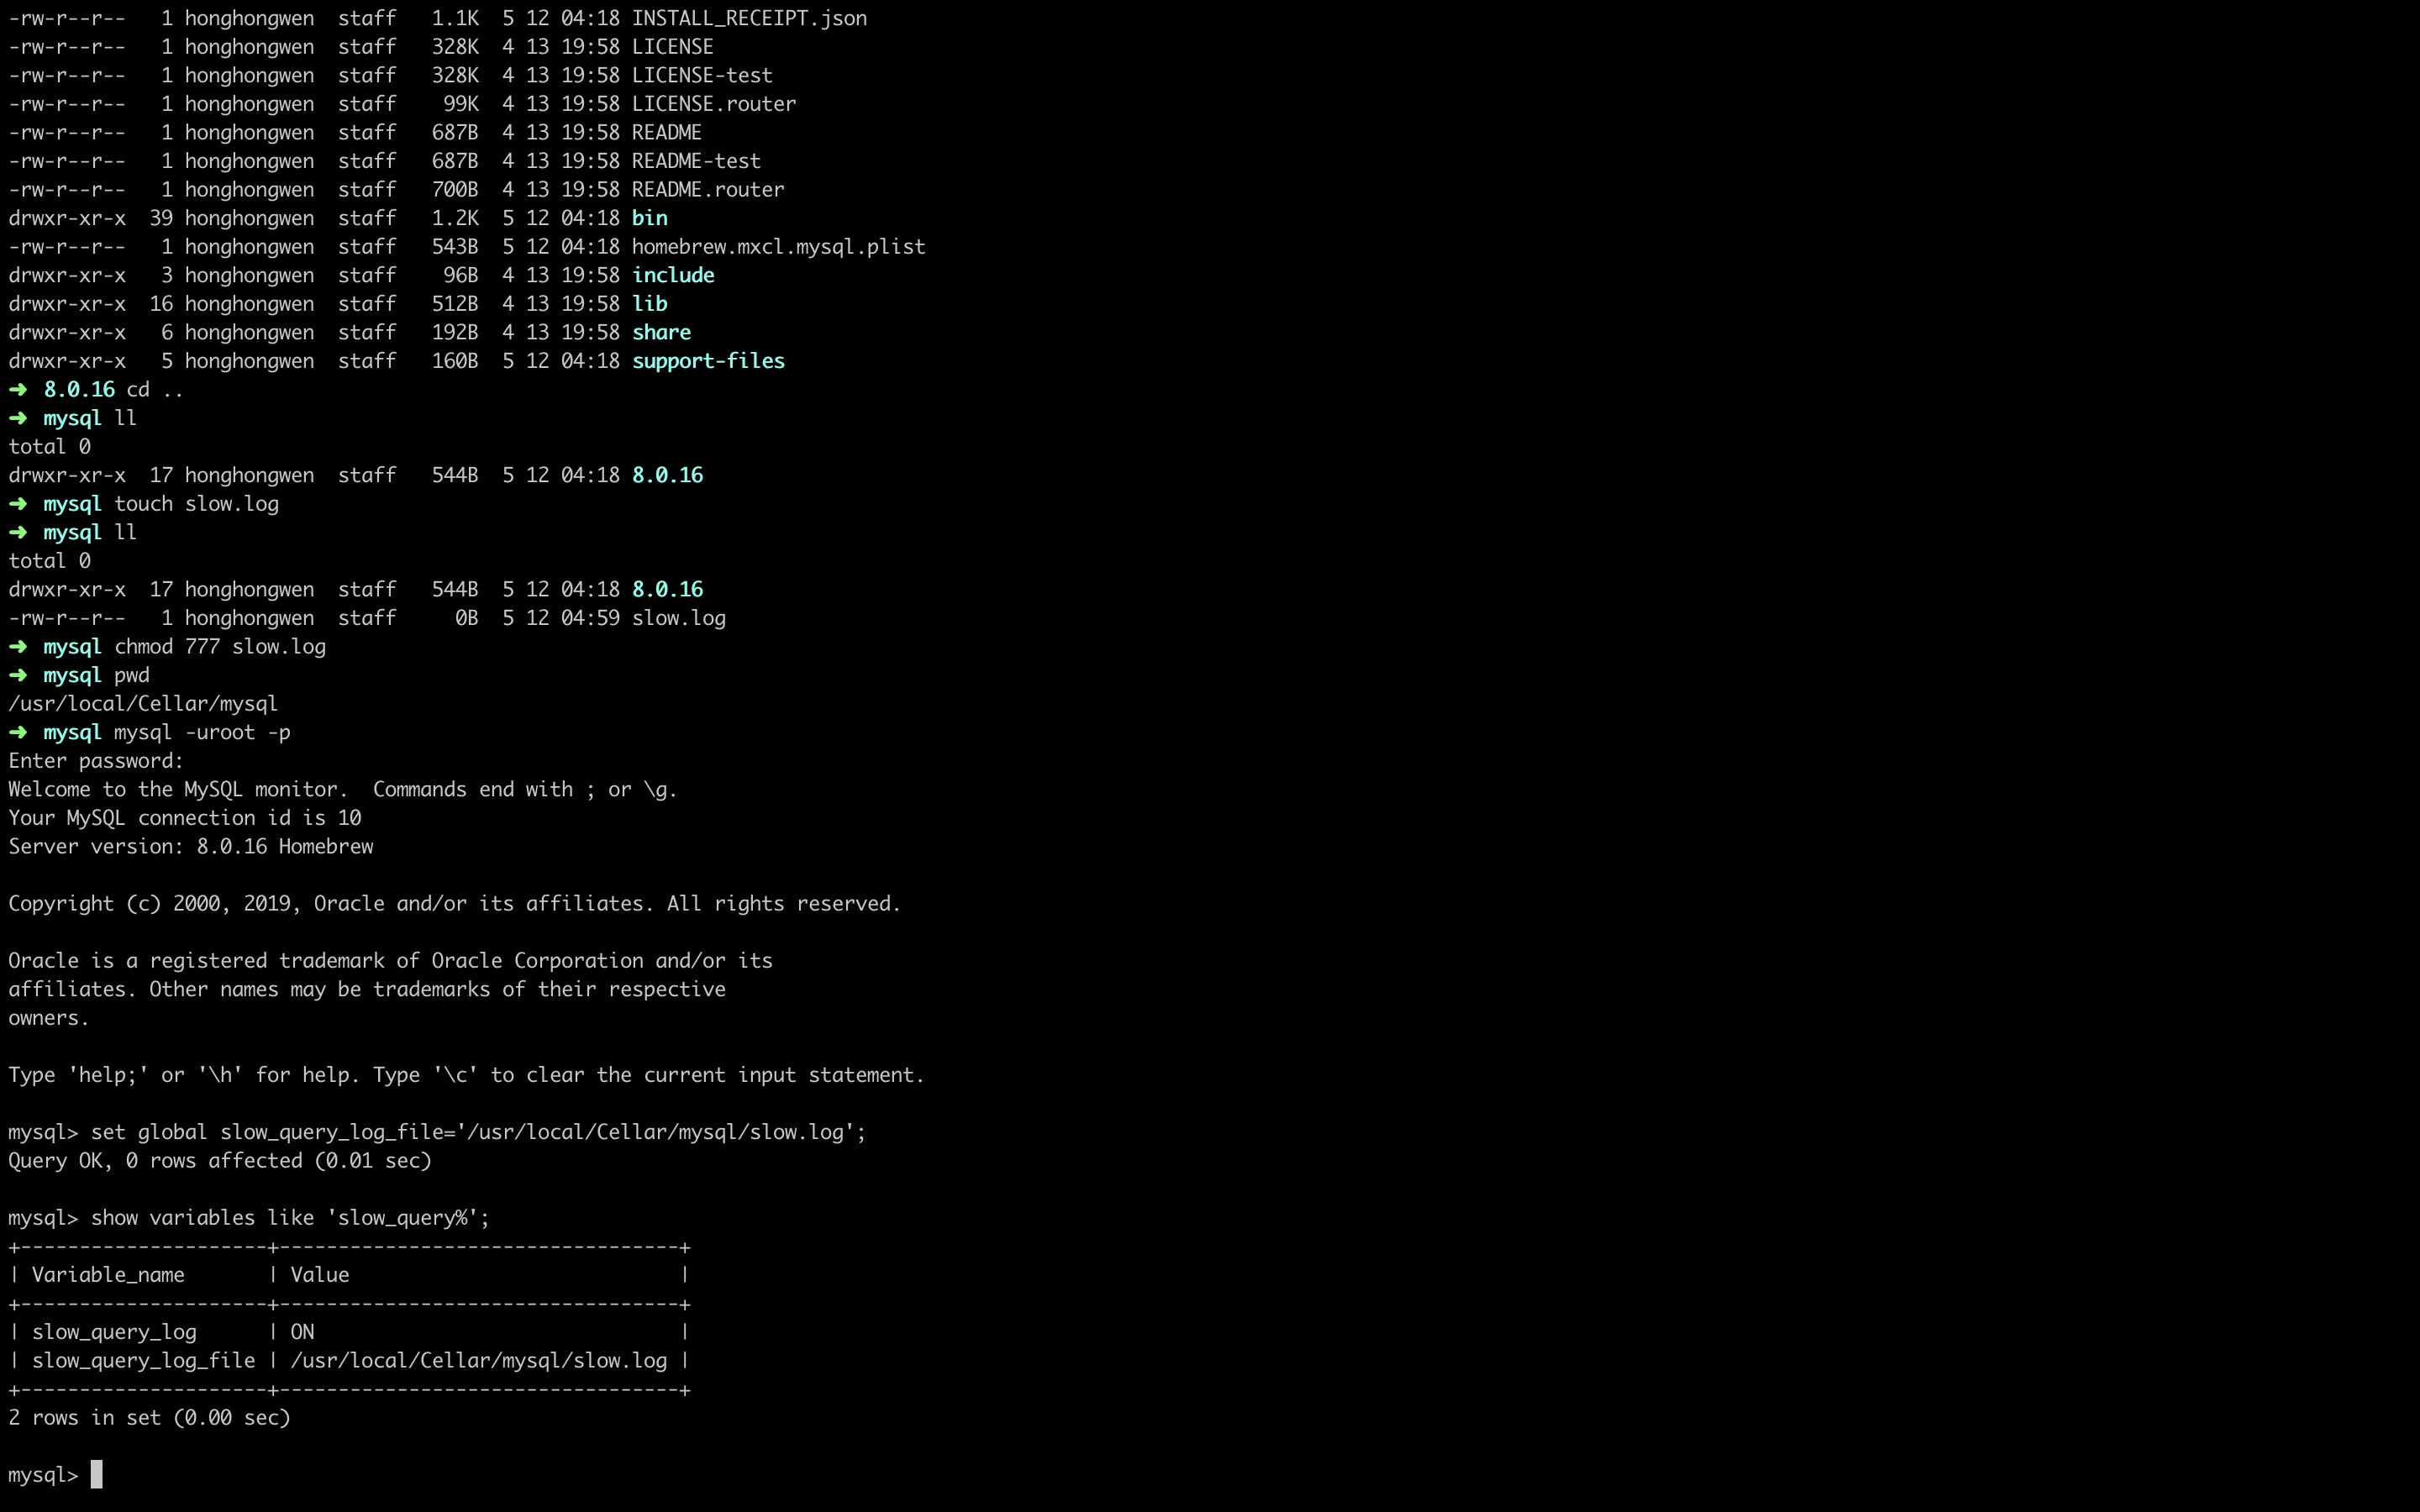 -rw-r--r--   1 honghongwen  staff   1.1K  5 12 04:18 INSTALL_RECEIPT.json
-rw-r--r--   1 honghongwen  staff   328K  4 13 19:58 LICENSE
-rw-r--r--   1 honghongwen  staff   328K  4 13 19:58 LICENSE-test
-rw-r--r--   1 honghongwen  staff    99K  4 13 19:58 LICENSE.router
-rw-r--r--   1 honghongwen  staff   687B  4 13 19:58 README
-rw-r--r--   1 honghongwen  staff   687B  4 13 19:58 README-test
-rw-r--r--   1 honghongwen  staff   700B  4 13 19:58 README.router
drwxr-xr-x  39 honghongwen  staff   1.2K  5 12 04:18 bin
-rw-r--r--   1 honghongwen  staff   543B  5 12 04:18 homebrew.mxcl.mysql.plist
drwxr-xr-x   3 honghongwen  staff    96B  4 13 19:58 include
drwxr-xr-x  16 honghongwen  staff   512B  4 13 19:58 lib
drwxr-xr-x   6 honghongwen  staff   192B  4 13 19:58 share
drwxr-xr-x   5 honghongwen  staff   160B  5 12 04:18 support-files
➜  8.0.16 cd ..
➜  mysql ll
total 0
drwxr-xr-x  17 honghongwen  staff   544B  5 12 04:18 8.0.16
➜  mysql touch slow.log
➜  mysql ll
total 0
drwxr-xr-x  17 honghongwen  staff   544B  5 12 04:18 8.0.16
-rw-r--r--   1 honghongwen  staff     0B  5 12 04:59 slow.log
➜  mysql chmod 777 slow.log
➜  mysql pwd
/usr/local/Cellar/mysql
➜  mysql mysql -uroot -p
Enter password:
Welcome to the MySQL monitor.  Commands end with ; or \g.
Your MySQL connection id is 10
Server version: 8.0.16 Homebrew
Copyright (c) 2000, 2019, Oracle and/or its affiliates. All rights reserved.
Oracle is a registered trademark of Oracle Corporation and/or its
affiliates. Other names may be trademarks of their respective
owners.
Type 'help;' or '\h' for help. Type '\c' to clear the current input statement.
mysql> set global slow_query_log_file='/usr/local/Cellar/mysql/slow.log';
Query OK, 0 rows affected (0.01 sec)
mysql> show variables like 'slow_query%';
+---------------------+----------------------------------+
| Variable_name       | Value                            |
+---------------------+----------------------------------+
| slow_query_log      | ON                               |
| slow_query_log_file | /usr/local/Cellar/mysql/slow.log |
+---------------------+----------------------------------+
2 rows in set (0.00 sec)
mysql>